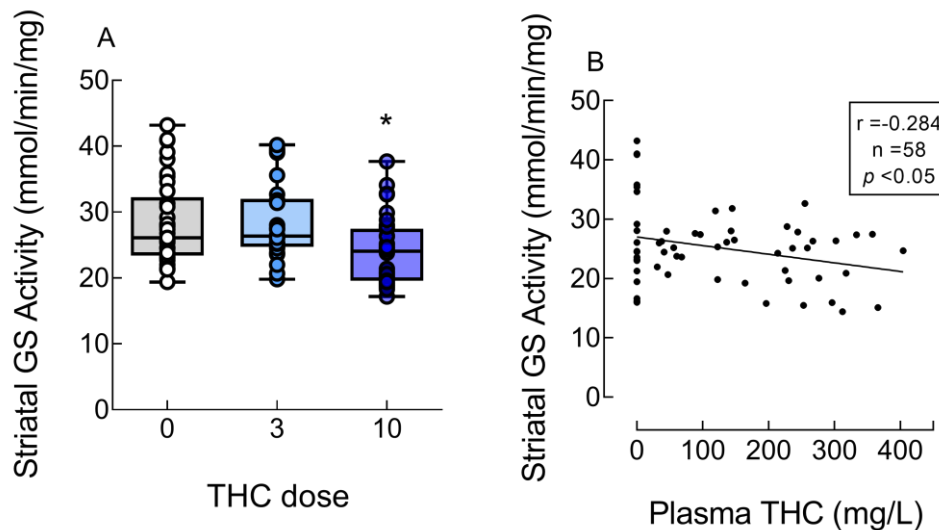 A
Striatal GS Activity (mmol/min/mg)
50
40
30
20
10
0
*
0 3 10
THC dose
B
Striatal GS Activity (mmol/min/mg)
50
40
30
20
10
0
r =-0.284
n =58
p <0.05
0 100 200 300 400
Plasma THC (mg/L)